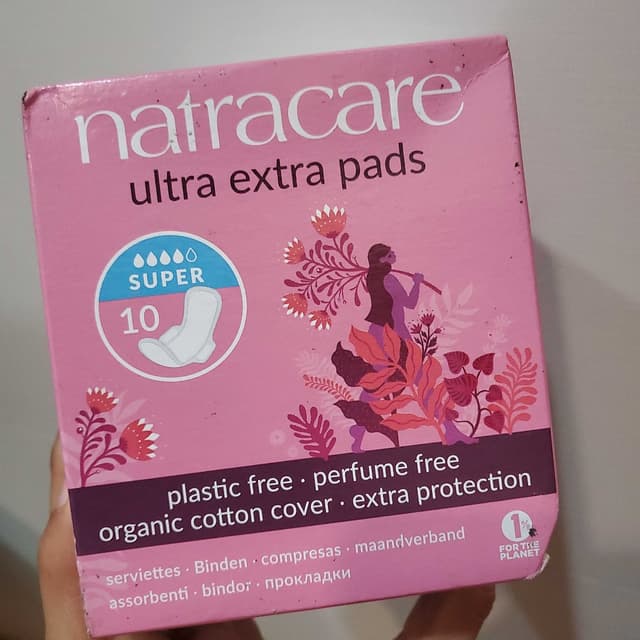 natracare
ultra extra pads
SUPER
10
plastic free · perfume free
organic cotton cover · extra protection
serviettes · Binden · compresas · maandverband
assorbenti · bindor · прокладки
1%
FOR THE
PLANET